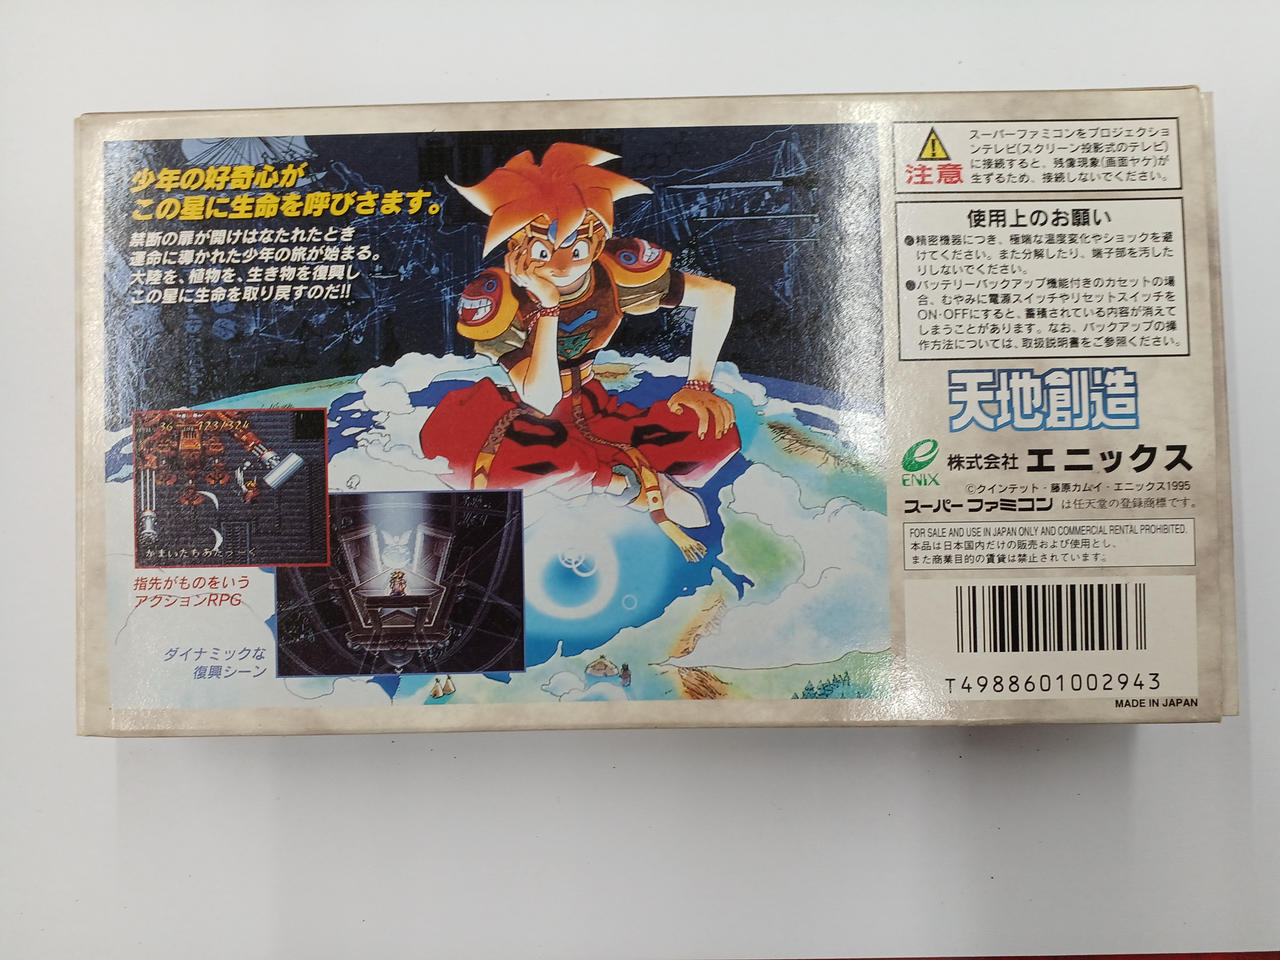 少年の好奇心が
この星に生命を呼びさます。
禁断の扉が開けはなたれたとき
運命に導かれた少年の旅が始まる。
大陸を、植物を、生き物を復興し
この星に生命を取り戻すのだ!!
36 123/324
かまいたちあたっく
指先がものをいう
アクションRPG
ダイナミックな
復興シーン
注意
スーパーファミコンをプロジェクショ
ンテレビ(スクリーン投影式のテレビ)
に接続すると、残像現象(画面ヤケ)が
生ずるため、接続しないでください。
使用上のお願い
●精密機器につき、極端な温度変化やショックを避
けてください。また分解したり、端子部を汚した
りしないでください。
●バッテリーバックアップ機能付きのカセットの場
合、むやみに電源スイッチやリセットスイッチを
ON・OFFにすると、蓄積されている内容が消えて
しまうことがあります。なお、バックアップの操
作方法については、取扱説明書をご参照ください。
天地創造
ENIX
株式会社 エニックス
©クインテット・藤原カムイ・エニックス1995
スーパーファミコン は任天堂の登録商標です。
FOR SALE AND USE IN JAPAN ONLY AND COMMERCIAL RENTAL PROHIBITED.
本品は日本国内だけの販売および使用とし、
また商業目的の賃貸は禁止されています。
T4988601002943
MADE IN JAPAN